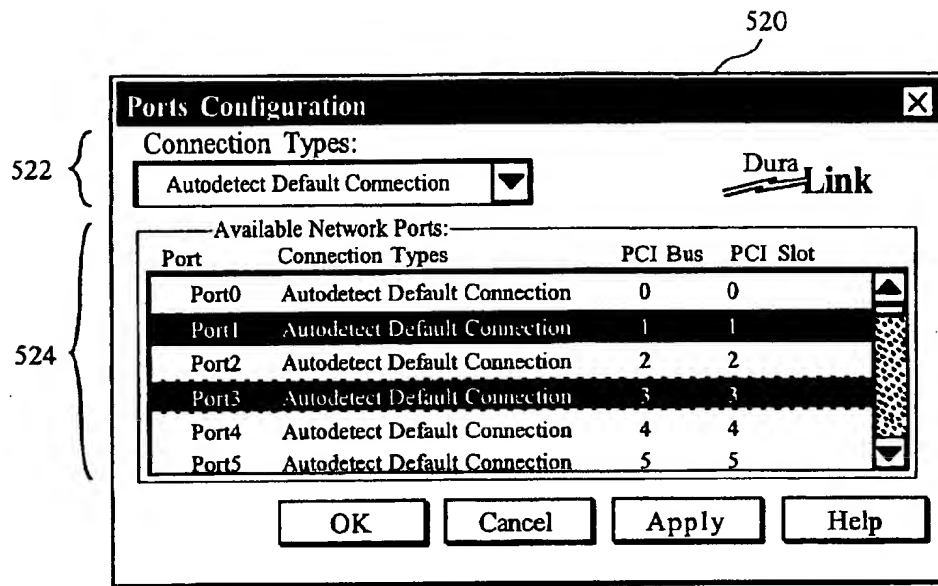 520
Ports Configuration
522
Connection Types:
Autodetect Default Connection
Dura
Link
524
Available Network Ports:
Port Connection Types PCI Bus PCI Slot
Port0 Autodetect Default Connection 0 0
Port1 Autodetect Default Connection 1 1
Port2 Autodetect Default Connection 2 2
Port3 Autodetect Default Connection 3 3
Port4 Autodetect Default Connection 4 4
Port5 Autodetect Default Connection 5 5
OK Cancel Apply Help